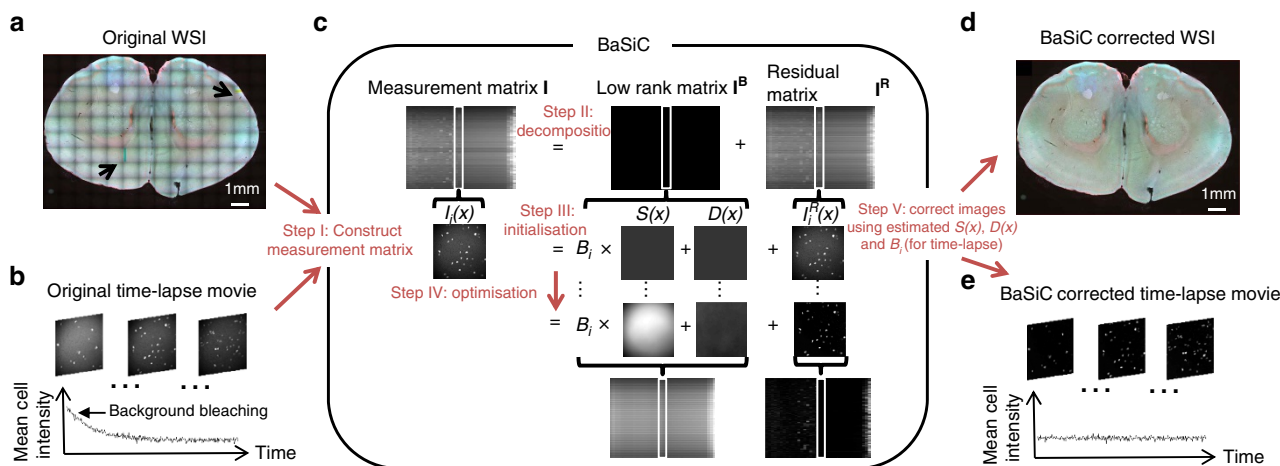 a
Original WSI
1mm
b
Original time-lapse movie
... ...
Mean cell
intensity
Background bleaching
Time
Step I: Construct
measurement matrix
c
BaSiC
Measurement matrix I
Step II:
decompositio
=
Low rank matrix I^B
+
Residual
matrix I^R
I_i(x)
Step III:
initialisation
S(x) D(x)
I_i^R(x)
= B_i × + +
⋮ ⋮ ⋮ ⋮
Step IV: optimisation
= B_i × + +
Step V: correct images
using estimated S(x), D(x)
and B_i (for time-lapse)
d
BaSiC corrected WSI
1mm
e
BaSiC corrected time-lapse movie
... ...
Mean cell
intensity
Time